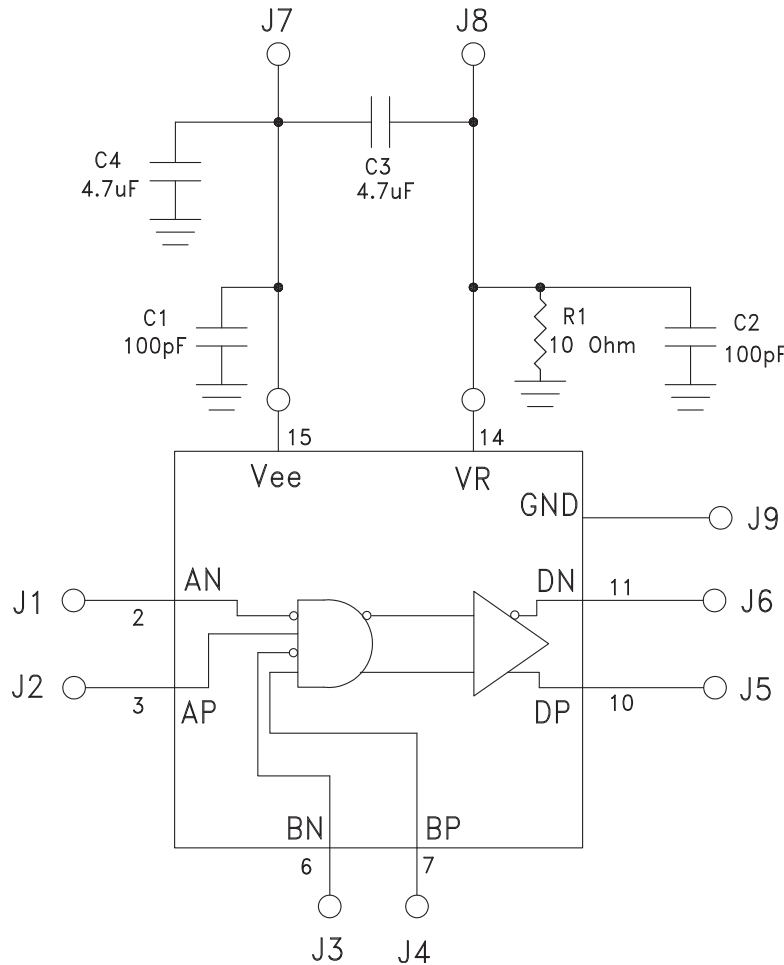 J7
J8
C4
4.7uF
C3
4.7uF
C1
100pF
R1
10 Ohm
C2
100pF
15
14
Vee
VR
GND
J9
AN
DN
J1
2
11
J6
J2
3
AP
DP
10
J5
BN
BP
6
7
J3
J4